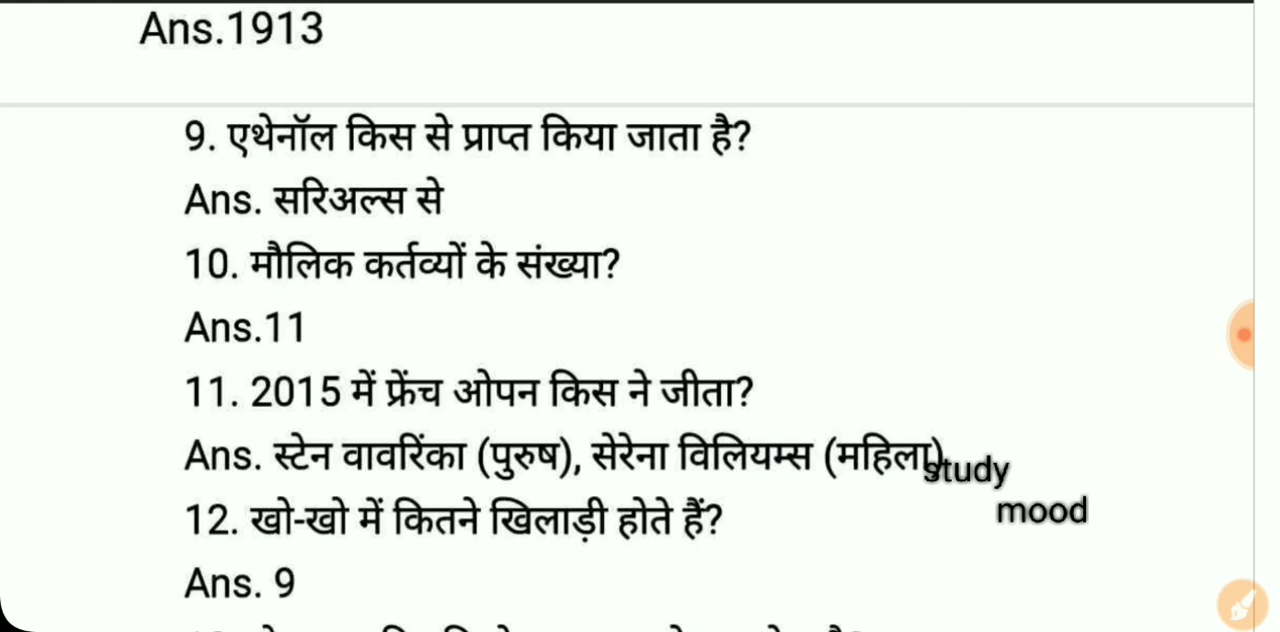 Ans.1913
9. एथेनॉल किस से प्राप्त किया जाता है?
Ans. सरिअल्स से
10. मौलिक कर्तव्यों के संख्या?
Ans.11
11. 2015 में फ्रेंच ओपन किस ने जीता?
Ans. स्टेन वावरिंका (पुरुष), सेरेना विलियम्स (महिला)
study
mood
12. खो-खो में कितने खिलाड़ी होते हैं?
Ans. 9